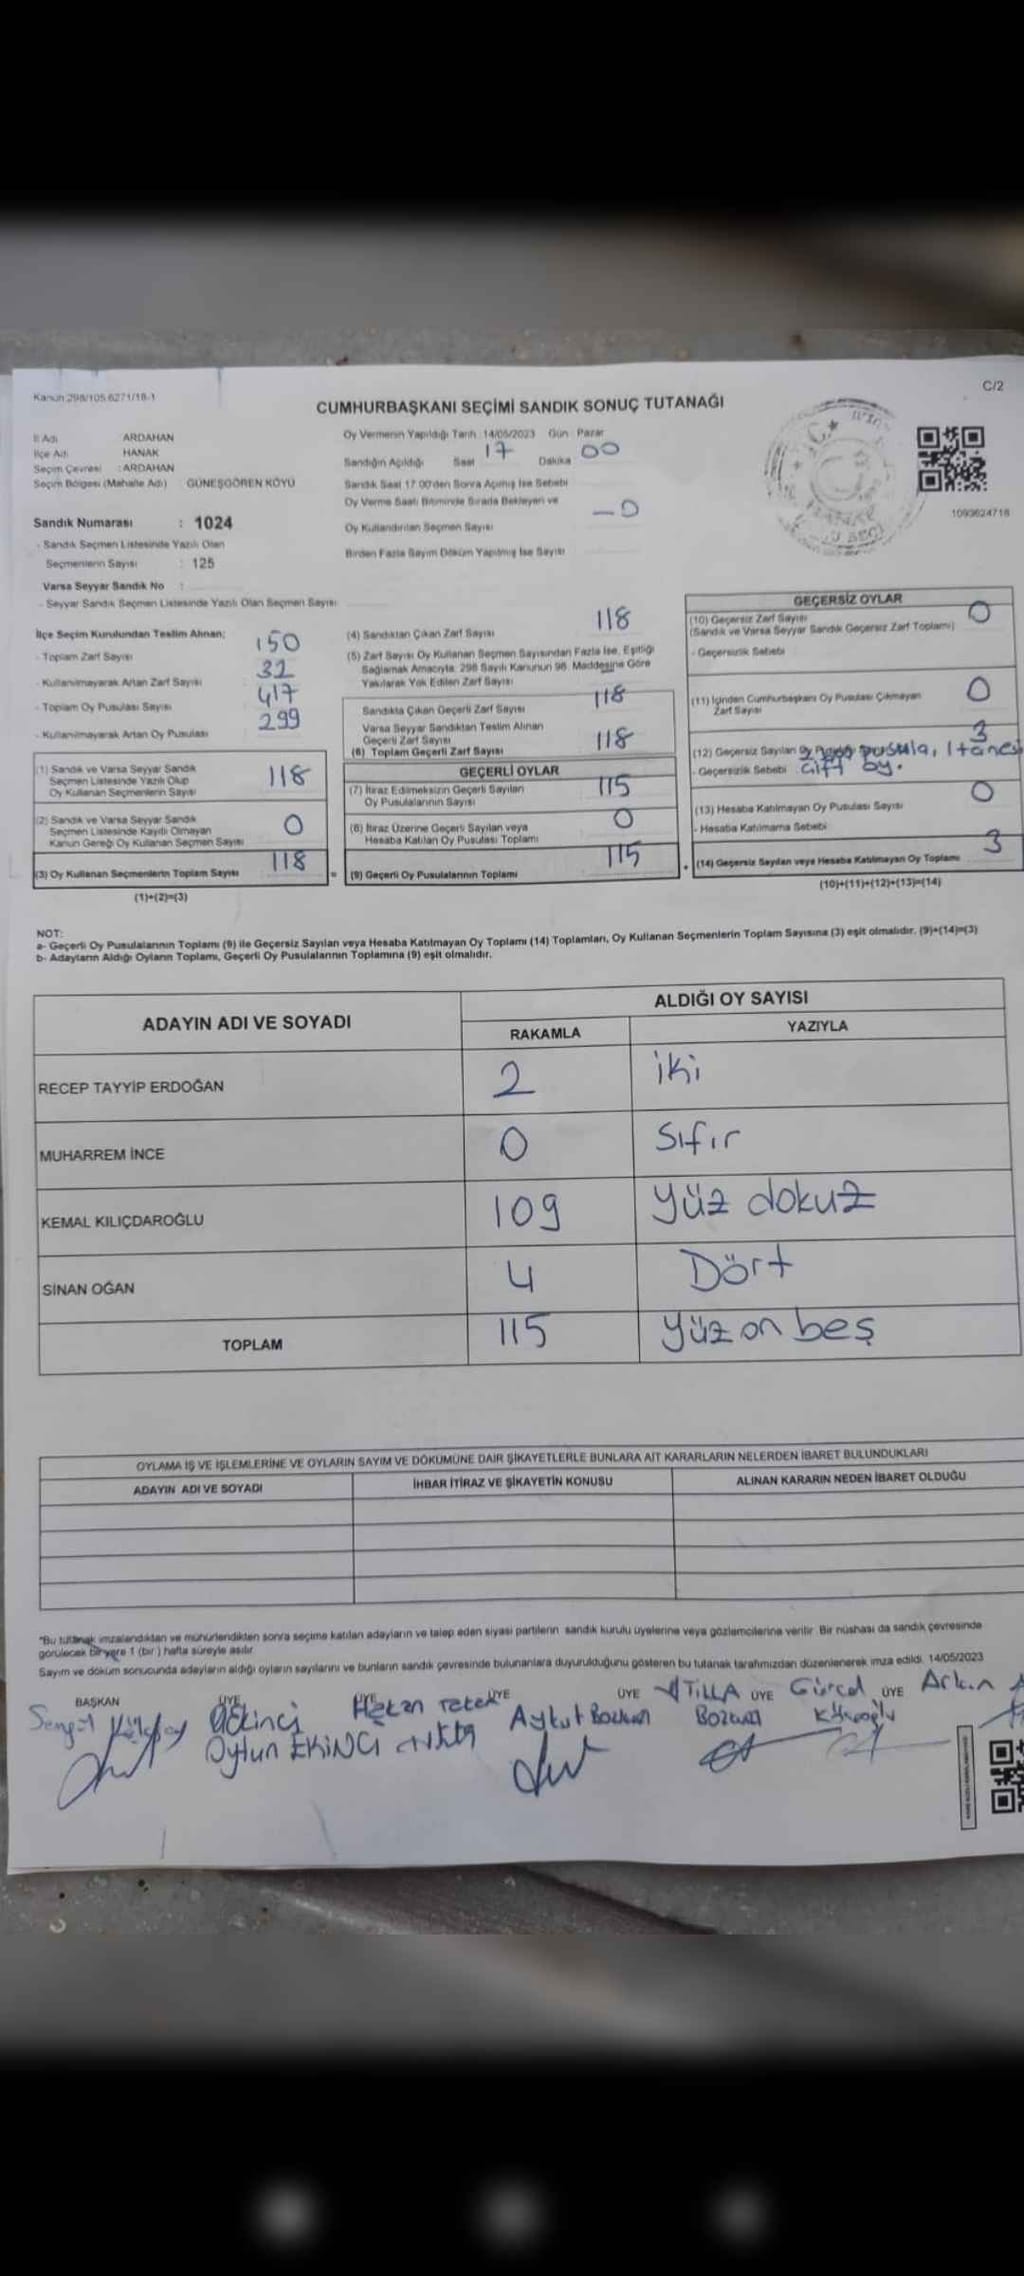 Kanun 298/105.6271/18-1
C/2
CUMHURBAŞKANI SEÇİMİ SANDIK SONUÇ TUTANAĞI
İl Adı ARDAHAN
İlçe Adı HANAK
Seçim Çevresi : ARDAHAN
Seçim Bölgesi (Mahalle Adı) GÜNEŞGÖREN KÖYÜ
Oy Vermenin Yapıldığı Tarih :14/05/2023 Gün : Pazar
Sandığın Açıldığı Saat 17 Dakika 00
Sandık Saat 17.00'den Sonra Açılmış İse Sebebi
Oy Verme Saati Bitiminde Sırada Bekleyen ve
Oy Kullandırılan Seçmen Sayısı — 0
Birden Fazla Sayım Döküm Yapılmış İse Sayısı
1093624718
Sandık Numarası : 1024
- Sandık Seçmen Listesinde Yazılı Olan
Seçmenlerin Sayısı : 125
Varsa Seyyar Sandık No :
- Seyyar Sandık Seçmen Listesinde Yazılı Olan Seçmen Sayısı
İlçe Seçim Kurulundan Teslim Alınan;
- Toplam Zarf Sayısı 150
- Kullanılmayarak Artan Zarf Sayısı 32
- Toplam Oy Pusulası Sayısı 417
- Kullanılmayarak Artan Oy Pusulası 299
(1) Sandık ve Varsa Seyyar Sandık
Seçmen Listesinde Yazılı Olup
Oy Kullanan Seçmenlerin Sayısı 118
(2) Sandık ve Varsa Seyyar Sandık
Seçmen Listesinde Kayıtlı Olmayan
Kanun Gereği Oy Kullanan Seçmen Sayısı 0
(3) Oy Kullanan Seçmenlerin Toplam Sayısı 118
(1)+(2)=(3)
(4) Sandıktan Çıkan Zarf Sayısı 118
(5) Zarf Sayısı Oy Kullanan Seçmen Sayısından Fazla İse, Eşitliği
Sağlamak Amacıyla, 298 Sayılı Kanunun 98. Maddesine Göre
Yakılarak Yok Edilen Zarf Sayısı
Sandıkta Çıkan Geçerli Zarf Sayısı 118
Varsa Seyyar Sandıktan Teslim Alınan
Geçerli Zarf Sayısı
(6) Toplam Geçerli Zarf Sayısı 118
GEÇERLİ OYLAR
(7) İtiraz Edilmeksizin Geçerli Sayılan
Oy Pusulalarının Sayısı 115
(8) İtiraz Üzerine Geçerli Sayılan veya
Hesaba Katılan Oy Pusulası Toplamı 0
(9) Geçerli Oy Pusulalarının Toplamı 115
GEÇERSİZ OYLAR
(10) Geçersiz Zarf Sayısı 0
(Sandık ve Varsa Seyyar Sandık Geçersiz Zarf Toplamı)
- Geçersizlik Sebebi
(11) İçinden Cumhurbaşkanı Oy Pusulası Çıkmayan
Zarf Sayısı 0
(12) Geçersiz Sayılan Oy 3
pusula, 1 tanesi
- Geçersizlik Sebebi : çift oy.
(13) Hesaba Katılmayan Oy Pusulası Sayısı 0
- Hesaba Katılmama Sebebi
(14) Geçersiz Sayılan veya Hesaba Katılmayan Oy Toplamı 3
(10)+(11)+(12)+(13)=(14)
NOT:
a- Geçerli Oy Pusulalarının Toplamı (9) ile Geçersiz Sayılan veya Hesaba Katılmayan Oy Toplamı (14) Toplamları, Oy Kullanan Seçmenlerin Toplam Sayısına (3) eşit olmalıdır. (9)+(14)=(3)
b- Adayların Aldığı Oyların Toplamı, Geçerli Oy Pusulalarının Toplamına (9) eşit olmalıdır.
ADAYIN ADI VE SOYADI
ALDIĞI OY SAYISI
RAKAMLA YAZIYLA
RECEP TAYYİP ERDOĞAN 2 iki
MUHARREM İNCE 0 Sıfır
KEMAL KILIÇDAROĞLU 109 Yüz dokuz
SİNAN OĞAN 4 Dört
TOPLAM 115 Yüz on beş
OYLAMA İŞ VE İŞLEMLERİNE VE OYLARIN SAYIM VE DÖKÜMÜNE DAİR ŞİKAYETLERLE BUNLARA AİT KARARLARIN NELERDEN İBARET BULUNDUKLARI
ADAYIN ADI VE SOYADI İHBAR İTİRAZ VE ŞİKAYETİN KONUSU ALINAN KARARIN NEDEN İBARET OLDUĞU
*Bu tutanak imzalandıktan ve mühürlendikten sonra seçime katılan adayların ve talep eden siyasi partilerin sandık kurulu üyelerine veya gözlemcilerine verilir. Bir nüshası da sandık çevresinde
görülecek bir yere 1 (bir) hafta süreyle asılır.
Sayım ve döküm sonucunda adayların aldığı oyların sayılarını ve bunların sandık çevresinde bulunanlara duyurulduğunu gösteren bu tutanak tarafımızdan düzenlenerek imza edildi. 14/05/2023
BAŞKAN ÜYE ÜYE ÜYE ÜYE ÜYE
Oytun EKİNCİ
Aykut Bozkurt
ATİLLA
Gürsel